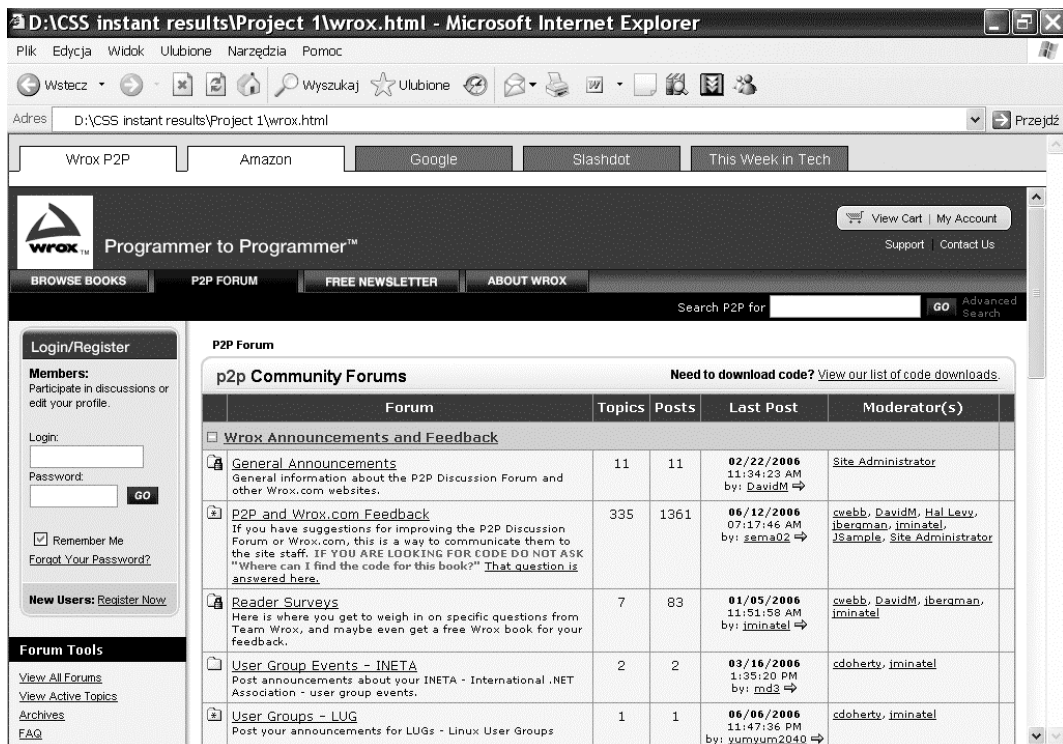 D:\CSS instant results\Project 1\wrox.html - Microsoft Internet Explorer
Plik Edycja Widok Ulubione Narzędzia Pomoc
Wstecz Wyszukaj Ulubione
Adres D:\CSS instant results\Project 1\wrox.html Przejdź
Wrox P2P Amazon Google Slashdot This Week in Tech
wrox™ Programmer to Programmer™
View Cart | My Account
Support | Contact Us
BROWSE BOOKS P2P FORUM FREE NEWSLETTER ABOUT WROX
Search P2P for GO Advanced Search
Login/Register
Members:
Participate in discussions or
edit your profile.
Login:
Password:
GO
Remember Me
Forgot Your Password?
New Users: Register Now
Forum Tools
View All Forums
View Active Topics
Archives
FAQ
P2P Forum
p2p Community Forums Need to download code? View our list of code downloads.
Forum Topics Posts Last Post Moderator(s)
Wrox Announcements and Feedback
General Announcements
General information about the P2P Discussion Forum and
other Wrox.com websites.
11 11
02/22/2006
11:34:23 AM
by: DavidM
Site Administrator
P2P and Wrox.com Feedback
If you have suggestions for improving the P2P Discussion
Forum or Wrox.com, this is a way to communicate them to
the site staff. IF YOU ARE LOOKING FOR CODE DO NOT ASK
"Where can I find the code for this book?" That question is
answered here.
335 1361
06/12/2006
07:17:46 AM
by: sema02
cwebb, DavidM, Hal Levy,
jbergman, jminatel,
JSample, Site Administrator
Reader Surveys
Here is where you get to weigh in on specific questions from
Team Wrox, and maybe even get a free Wrox book for your
feedback.
7 83
01/05/2006
11:51:58 AM
by: jminatel
cwebb, DavidM, jbergman,
jminatel
User Group Events - INETA
Post announcements about your INETA - International .NET
Association - user group events.
2 2
03/16/2006
1:35:20 PM
by: md3
cdoherty, jminatel
User Groups - LUG
Post your announcements for LUGs - Linux User Groups
1 1
06/06/2006
11:47:36 PM
by: yumyum2040
cdoherty, jminatel